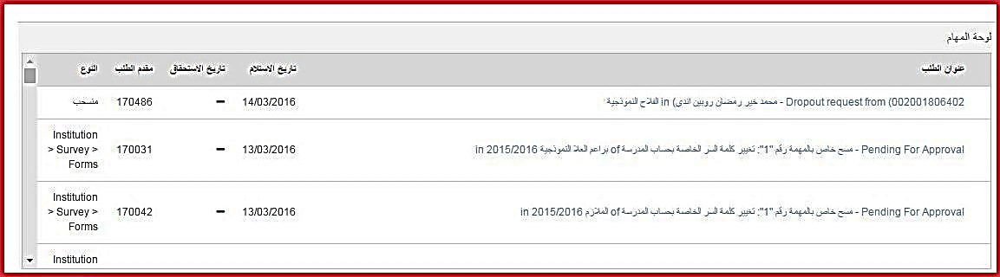 لوحة المهام
عنوان الطلب تاريخ الاستلام تاريخ الاستحقاق مقدم الطلب النوع
Dropout request from (002001806402 - محمد خير رمضان روبين اندي) in الفلاح النموذجية 14/03/2016 – 170486 منسحب
Pending For Approval - مسح خاص بالمهمة رقم "1": تغيير كلمة السر الخاصة بحساب المدرسة of براعم العلا النموذجية in 2015/2016 13/03/2016 – 170031
Institution
> Survey >
Forms
Pending For Approval - مسح خاص بالمهمة رقم "1": تغيير كلمة السر الخاصة بحساب المدرسة of الملازم in 2015/2016 13/03/2016 – 170042
Institution
> Survey >
Forms
Institution